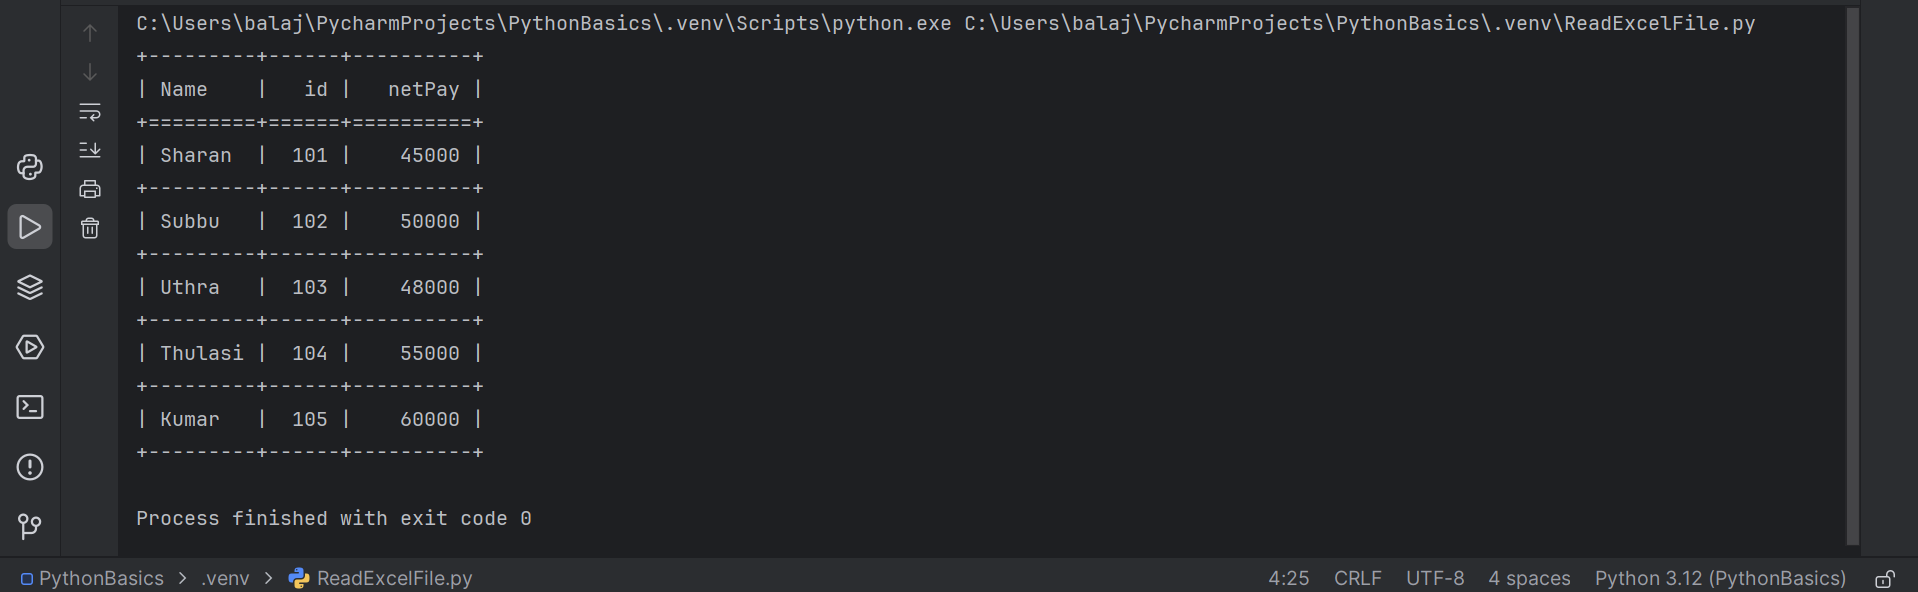 C:\Users\balaj\PycharmProjects\PythonBasics\.venv\Scripts\python.exe C:\Users\balaj\PycharmProjects\PythonBasics\.venv\ReadExcelFile.py
+---------+------+----------+
| Name    |   id |   netPay |
+=========+======+==========+
| Sharan  |  101 |    45000 |
+---------+------+----------+
| Subbu   |  102 |    50000 |
+---------+------+----------+
| Uthra   |  103 |    48000 |
+---------+------+----------+
| Thulasi |  104 |    55000 |
+---------+------+----------+
| Kumar   |  105 |    60000 |
+---------+------+----------+
Process finished with exit code 0
PythonBasics > .venv > ReadExcelFile.py 4:25 CRLF UTF-8 4 spaces Python 3.12 (PythonBasics)